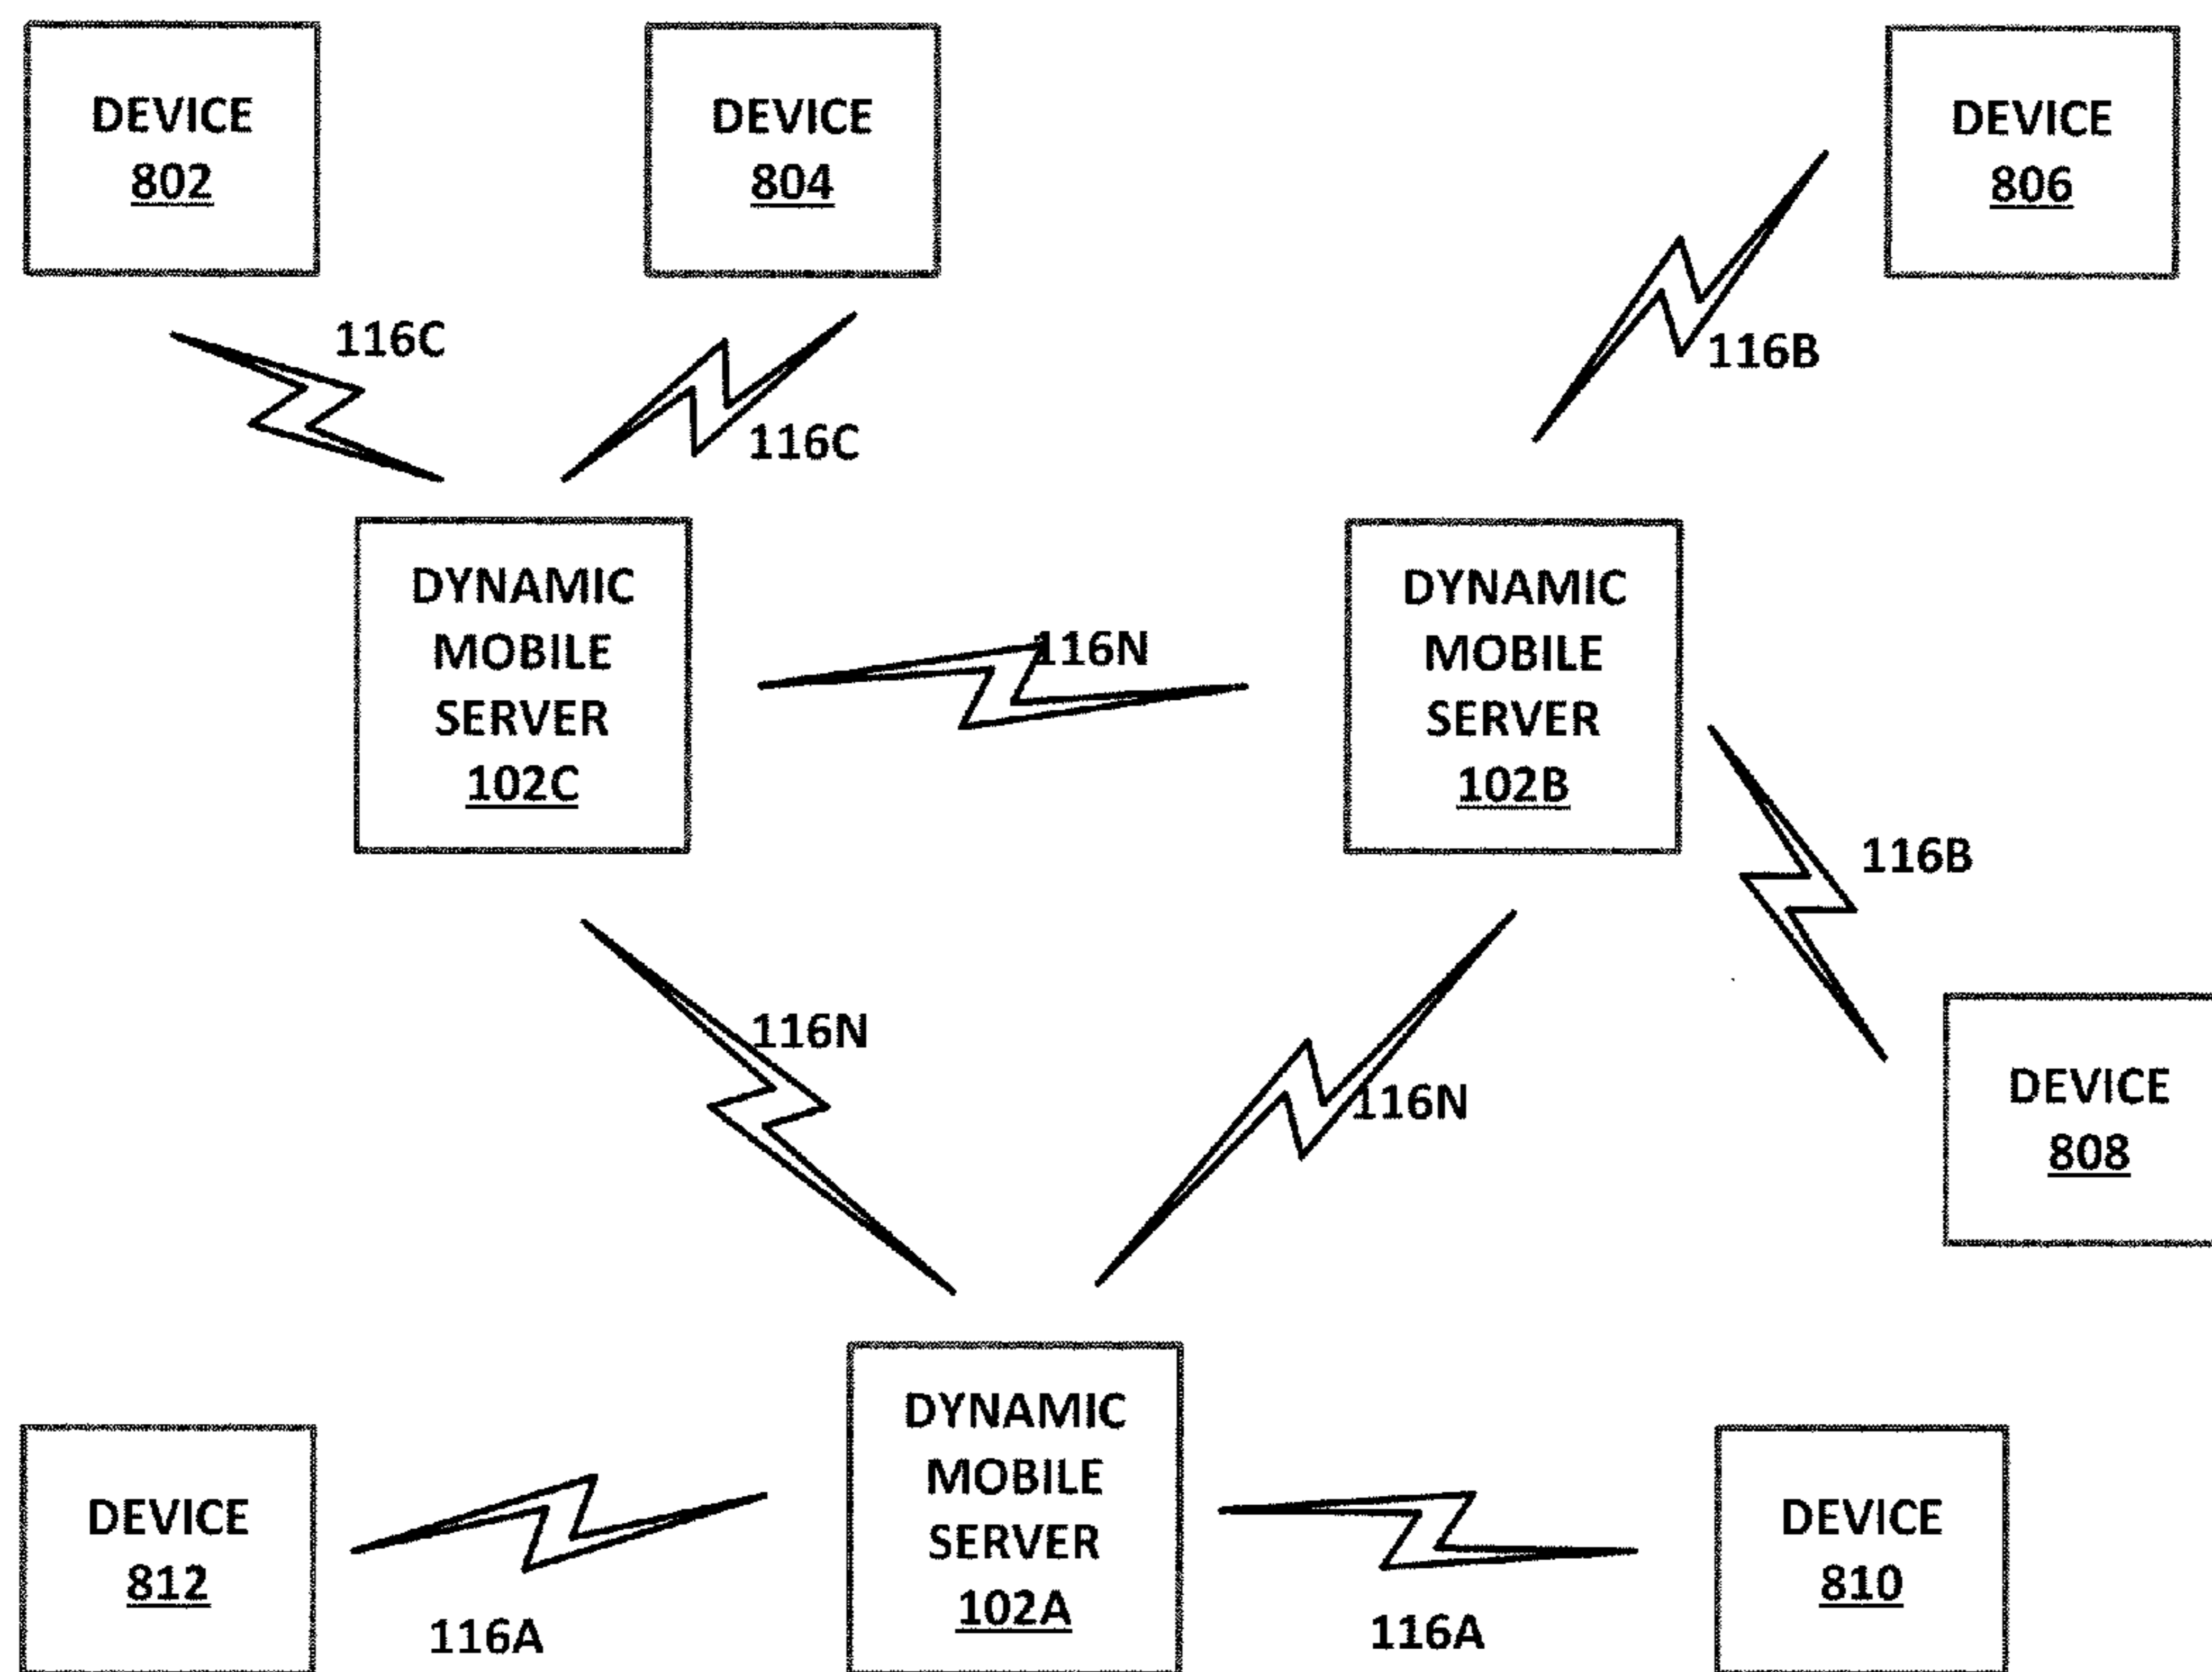 DEVICE
802
DEVICE
804
DEVICE
806
116C
116C
116B
DYNAMIC
MOBILE
SERVER
102C
116N
DYNAMIC
MOBILE
SERVER
102B
116B
116N
116N
DEVICE
808
DEVICE
812
116A
DYNAMIC
MOBILE
SERVER
102A
116A
DEVICE
810